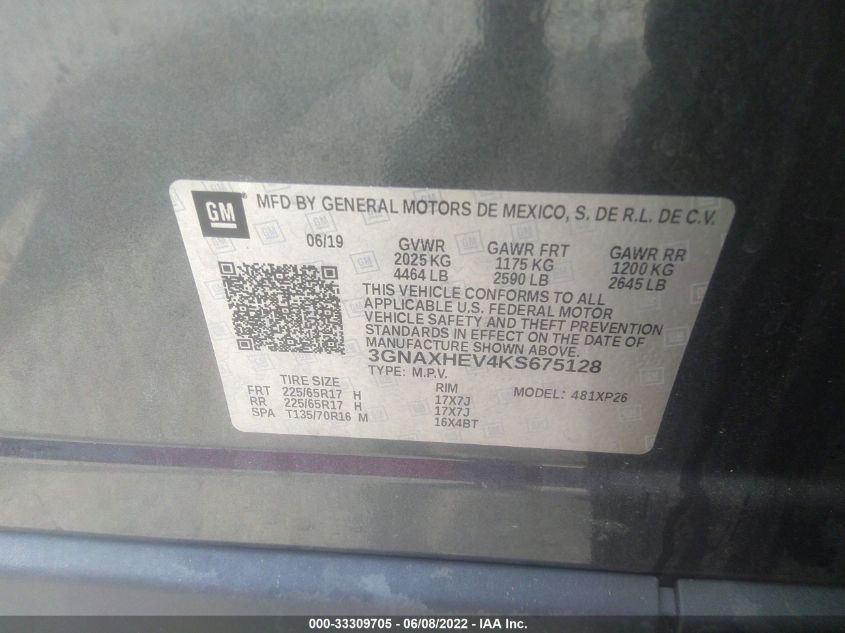 GM MFD BY GENERAL MOTORS DE MEXICO, S. DE R.L. DE C.V.
06/19 GVWR GAWR FRT GAWR RR
2025 KG 1175 KG 1200 KG
4464 LB 2590 LB 2645 LB
THIS VEHICLE CONFORMS TO ALL
APPLICABLE U.S. FEDERAL MOTOR
VEHICLE SAFETY AND THEFT PREVENTION
STANDARDS IN EFFECT ON THE DATE OF
MANUFACTURE SHOWN ABOVE.
3GNAXHEV4KS675128
TYPE: M.P.V.
TIRE SIZE RIM MODEL: 481XP26
FRT 225/65R17 H 17X7J
RR 225/65R17 H 17X7J
SPA T135/70R16 M 16X4BT
000-33309705 - 06/08/2022 - IAA Inc.